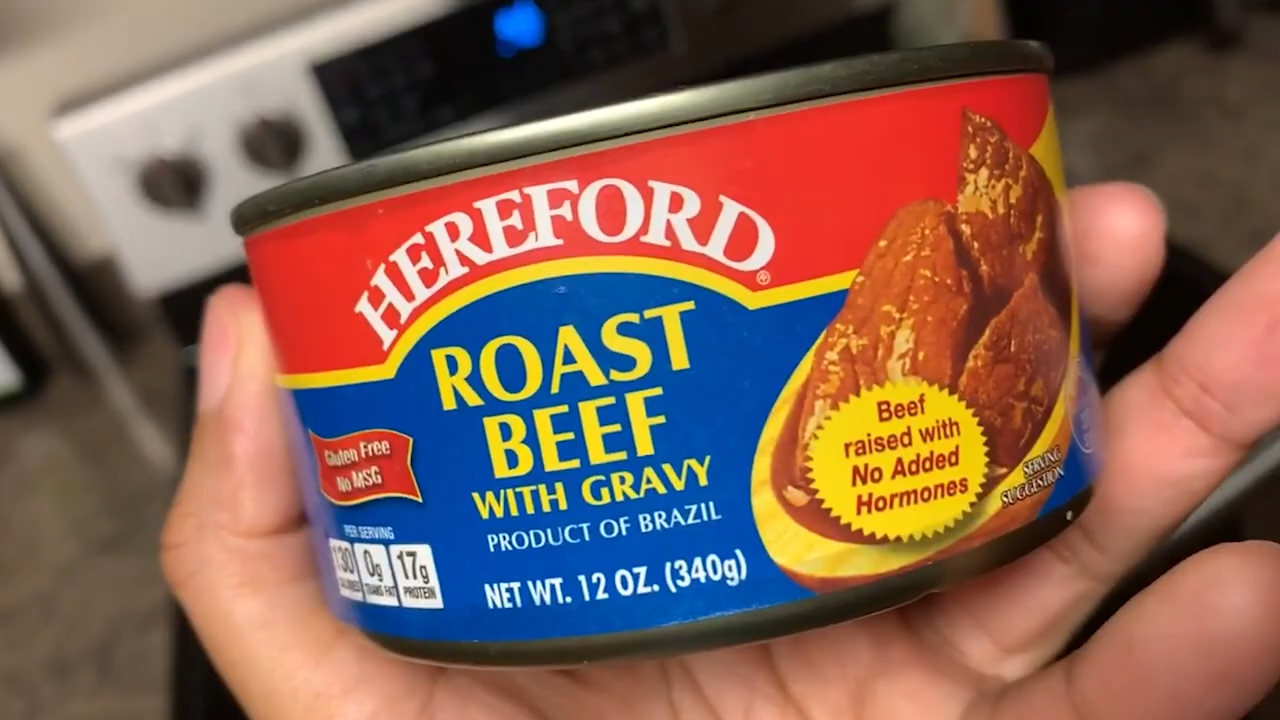 HEREFORD®
ROAST
BEEF
WITH GRAVY
PRODUCT OF BRAZIL
NET WT. 12 OZ. (340g)
Gluten Free
No MSG
PER SERVING
130 0g 17g
CALORIES TRANS FAT PROTEIN
Beef
raised with
No Added
Hormones
SERVING
SUGGESTION